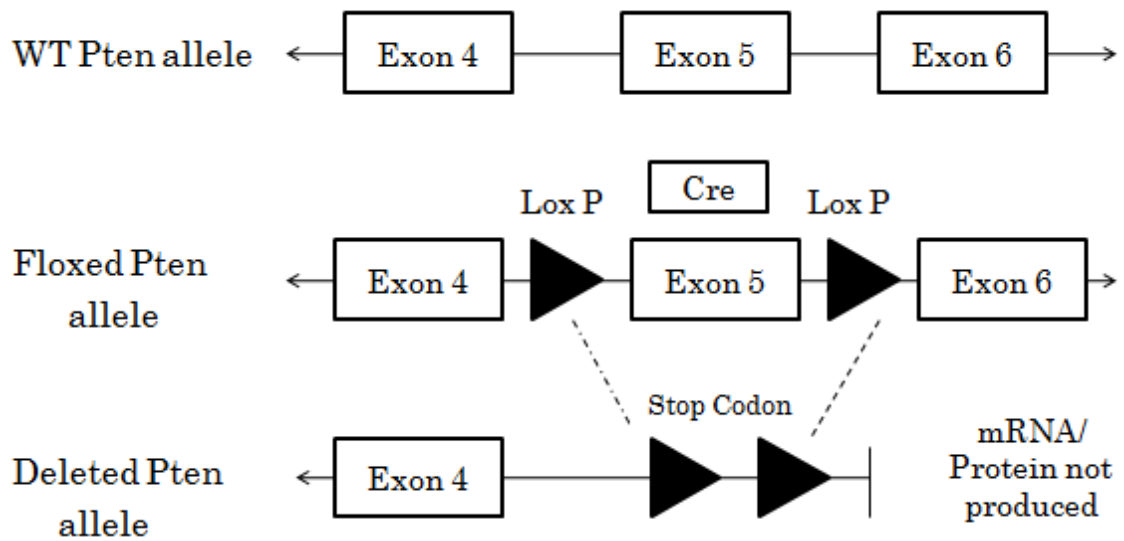 WT Pten allele
Exon 4
Exon 5
Exon 6
Cre
Lox P
Lox P
Floxed Pten
allele
Exon 4
Exon 5
Exon 6
Stop Codon
Deleted Pten
allele
Exon 4
mRNA/
Protein not
produced